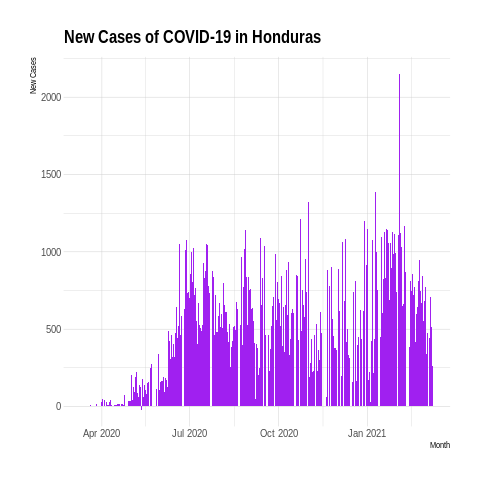 New Cases of COVID-19 in Honduras
New Cases
2000
1500
1000
500
0
Apr 2020 Jul 2020 Oct 2020 Jan 2021
Month